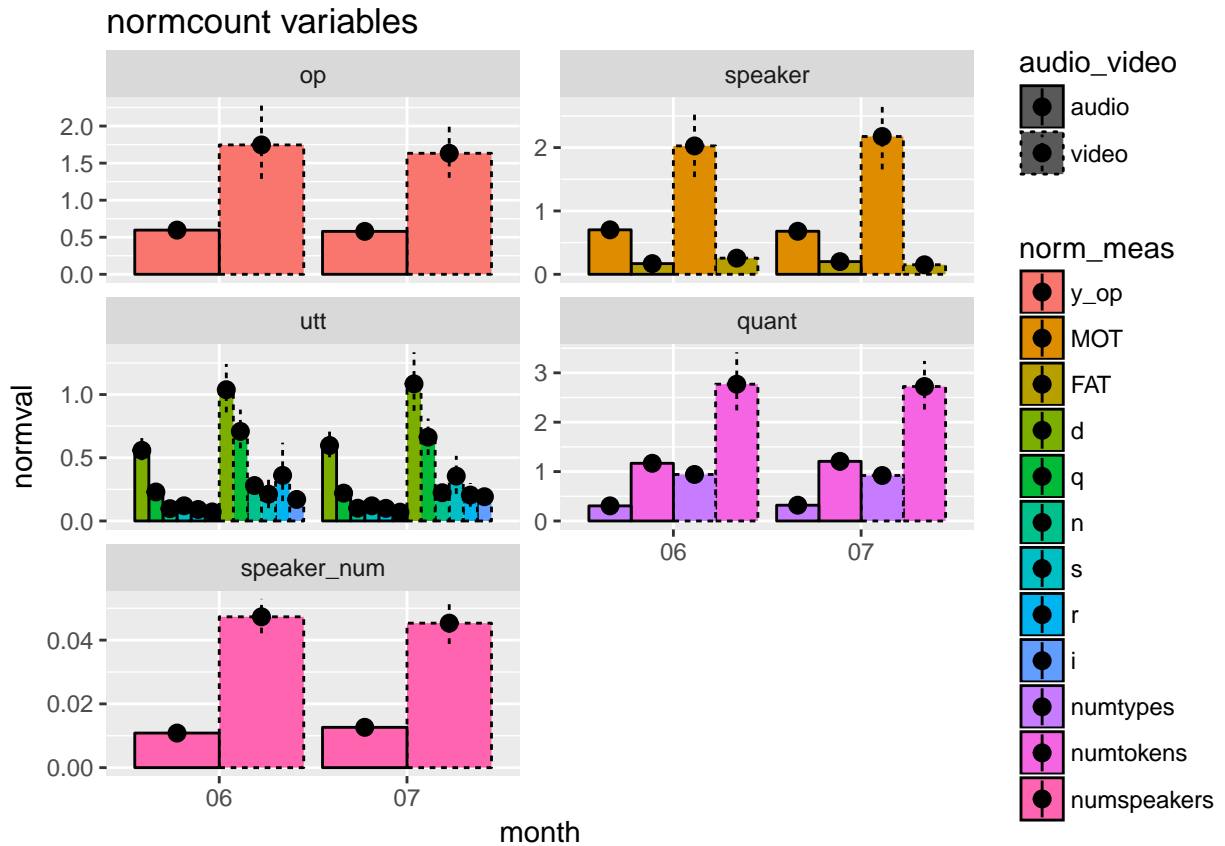 normcount variables
op
speaker
2.0
1.5
1.0
0.5
0.0
2
1
0
utt
quant
1.0
0.5
0.0
3
2
1
0
06
07
speaker_num
0.04
0.02
0.00
06
07
month
normval
audio_video
audio
video
norm_meas
y_op
MOT
FAT
d
q
n
s
r
i
numtypes
numtokens
numspeakers